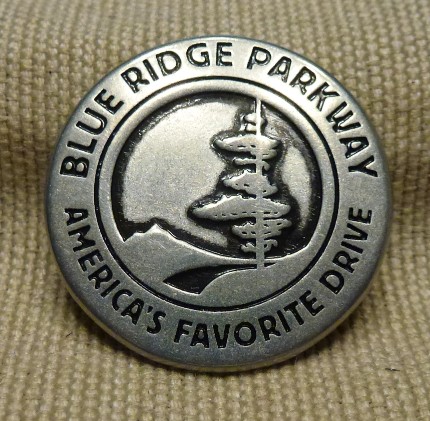 BLUE RIDGE PARKWAY
AMERICA'S FAVORITE DRIVE